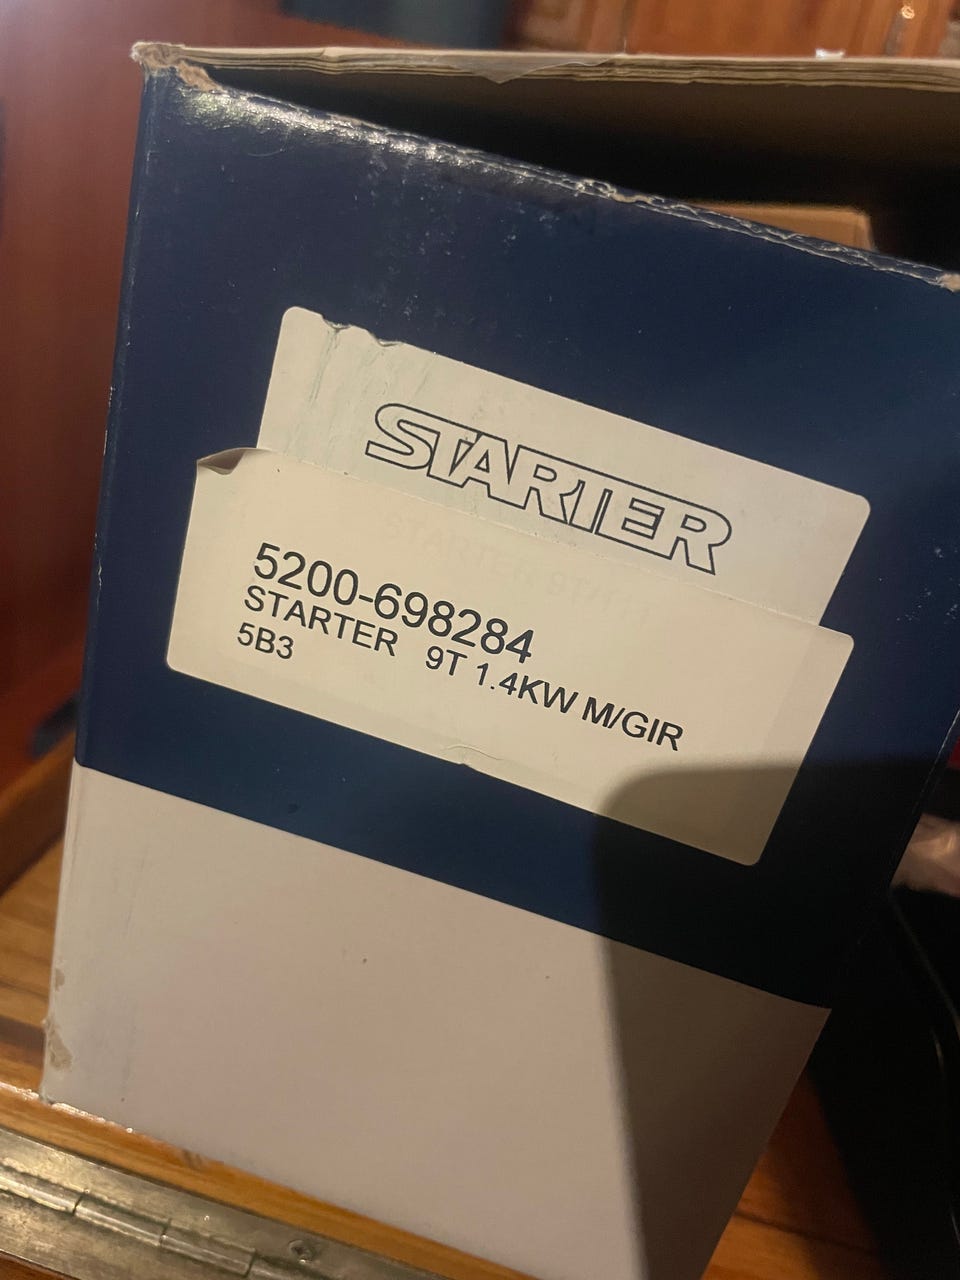 STARTER
5200-698284
STARTER 9T 1.4KW M/GIR
5B3